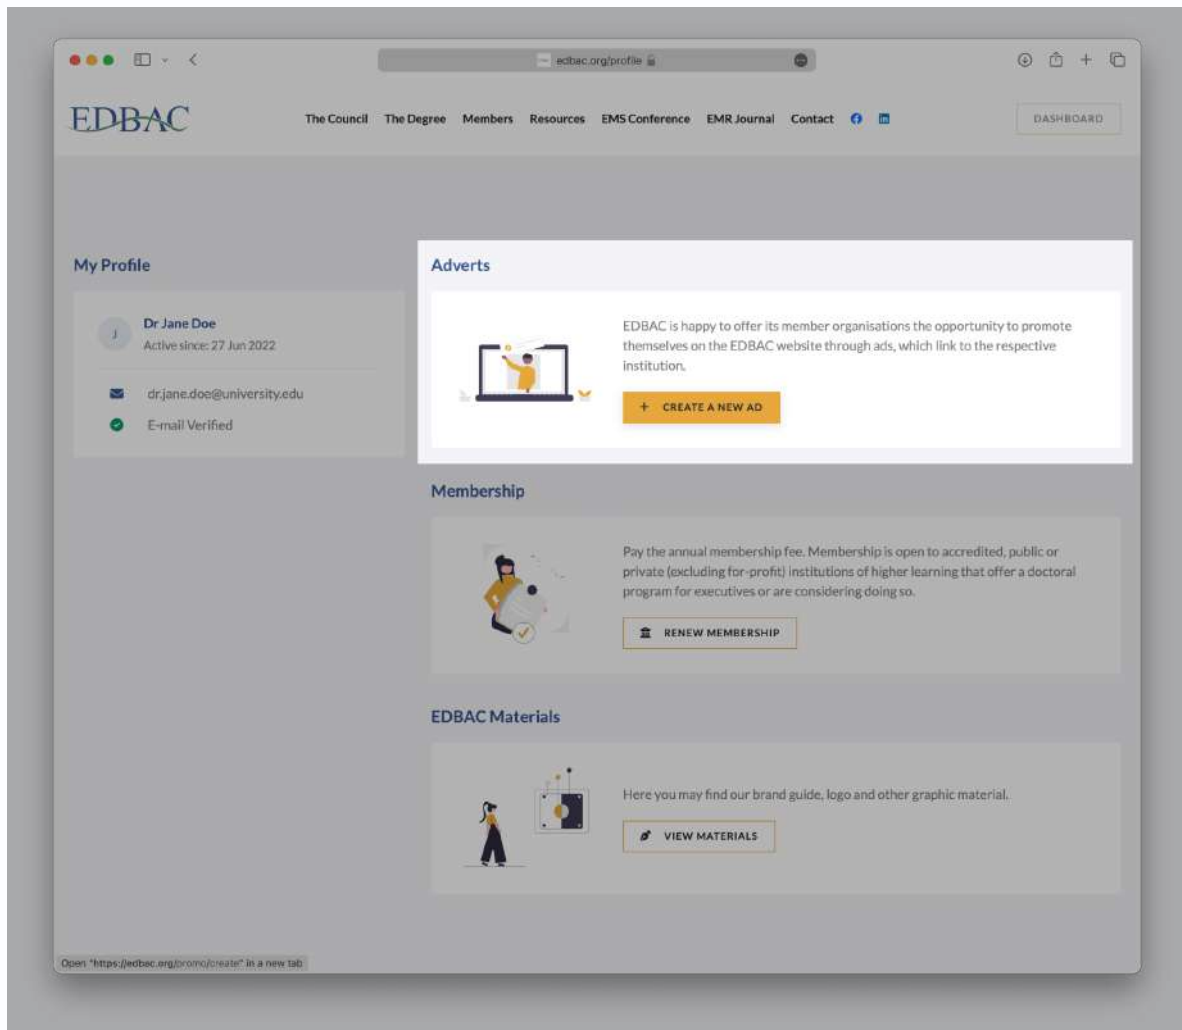 edbac.org/profile
EDBAC
The Council The Degree Members Resources EMS Conference EMR Journal Contact
DASHBOARD
My Profile
J
Dr Jane Doe
Active since: 27 Jun 2022
dr.jane.doe@university.edu
E-mail Verified
Adverts
EDBAC is happy to offer its member organisations the opportunity to promote
themselves on the EDBAC website through ads, which link to the respective
institution.
+ CREATE A NEW AD
Membership
Pay the annual membership fee. Membership is open to accredited, public or
private (excluding for-profit) institutions of higher learning that offer a doctoral
program for executives or are considering doing so.
RENEW MEMBERSHIP
EDBAC Materials
Here you may find our brand guide, logo and other graphic material.
VIEW MATERIALS
Open "https://edbac.org/promo/create" in a new tab